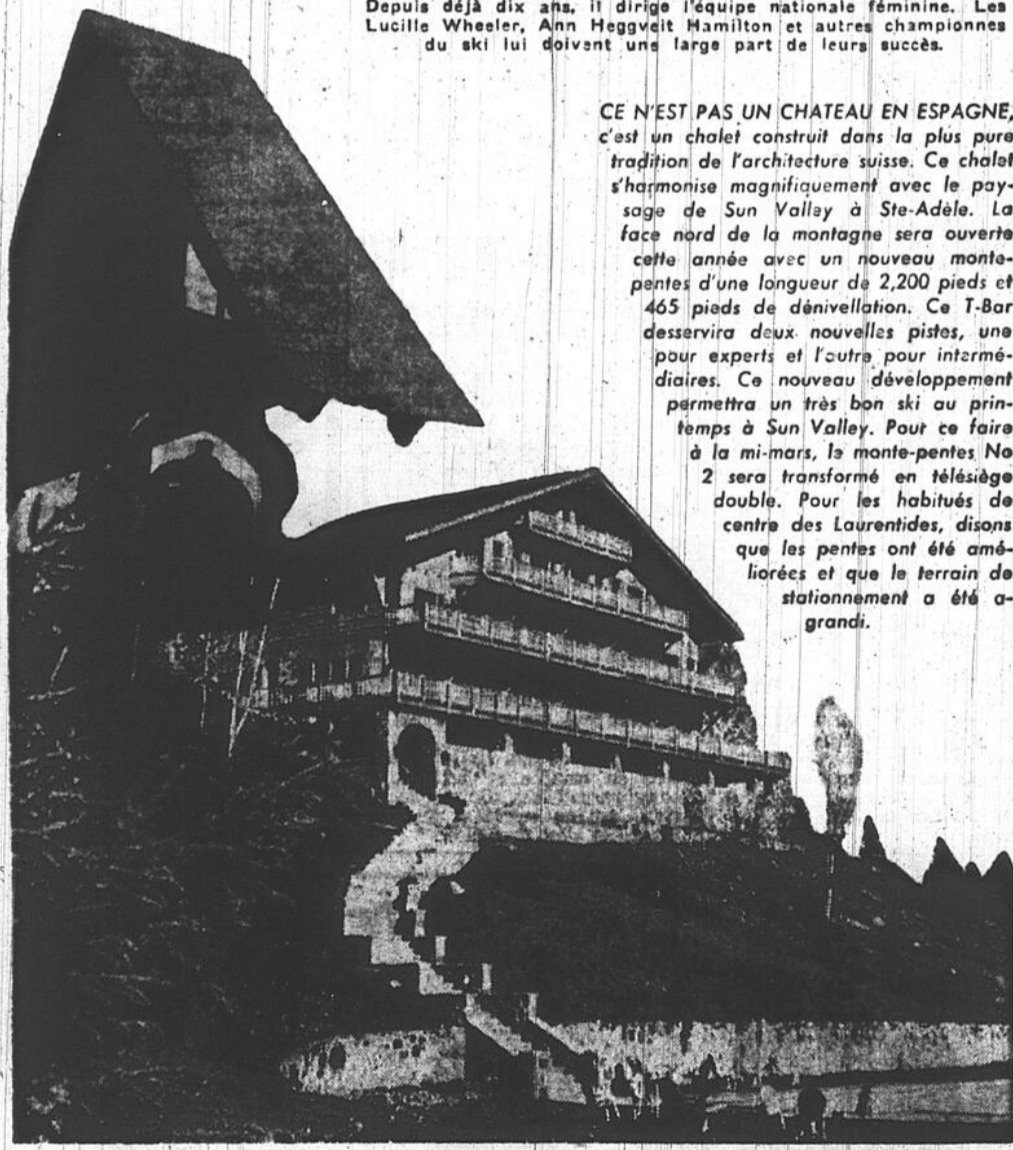 Depuis déjà dix ans, il dirige l'équipe nationale féminine. Les
Lucille Wheeler, Ann Heggveit Hamilton et autres championnes
du ski lui doivent une large part de leurs succès.
CE N'EST PAS UN CHATEAU EN ESPAGNE,
c'est un chalet construit dans la plus pure
tradition de l'architecture suisse. Ce chalet
s'harmonise magnifiquement avec le pay-
sage de Sun Valley à Ste-Adèle. La
face nord de la montagne sera ouverte
cette année avec un nouveau monte-
pentes d'une longueur de 2,200 pieds et
465 pieds de dénivellation. Ce T-Bar
desservira deux nouvelles pistes, une
pour experts et l'autre pour intermé-
diaires. Ce nouveau développement
permettra un très bon ski au prin-
temps à Sun Valley. Pour ce faire
à la mi-mars, le monte-pentes No
2 sera transformé en télésiège
double. Pour les habitués de
centre des Laurentides, disons
que les pentes ont été amé-
liorées et que le terrain de
stationnement a été a-
grandi.